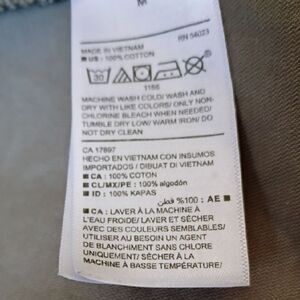 M
RN 54023
MADE IN VIETNAM
■ US: 100% COTTON
30
1155
MACHINE WASH COLD/ WASH AND
DRY WITH LIKE COLORS/ ONLY NON-
CHLORINE BLEACH WHEN NEEDED/
TUMBLE DRY LOW/ WARM IRON/ DO
NOT DRY CLEAN
CA 17897
HECHO EN VIETNAM CON INSUMOS
IMPORTADOS / DIBUAT DI VIETNAM
■ CA: 100% COTON
■ CL/MX/PE : 100% algodón
■ ID : 100% KAPAS
■ AE : %100 قطن
■ CA : LAVER À LA MACHINE À
L'EAU FROIDE/ LAVER ET SÉCHER
AVEC DES COULEURS SEMBLABLES/
UTILISER AU BESOIN UN AGENT
DE BLANCHIMENT SANS CHLORE
UNIQUEMENT/ SÉCHER À LA
MACHINE À BASSE TEMPÉRATURE/